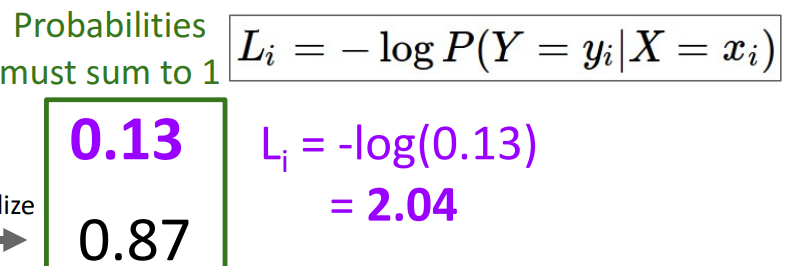 Probabilities
must sum to 1
L_i = − log P(Y = y_i|X = x_i)
0.13
L_i = -log(0.13)
= 2.04
lize
0.87